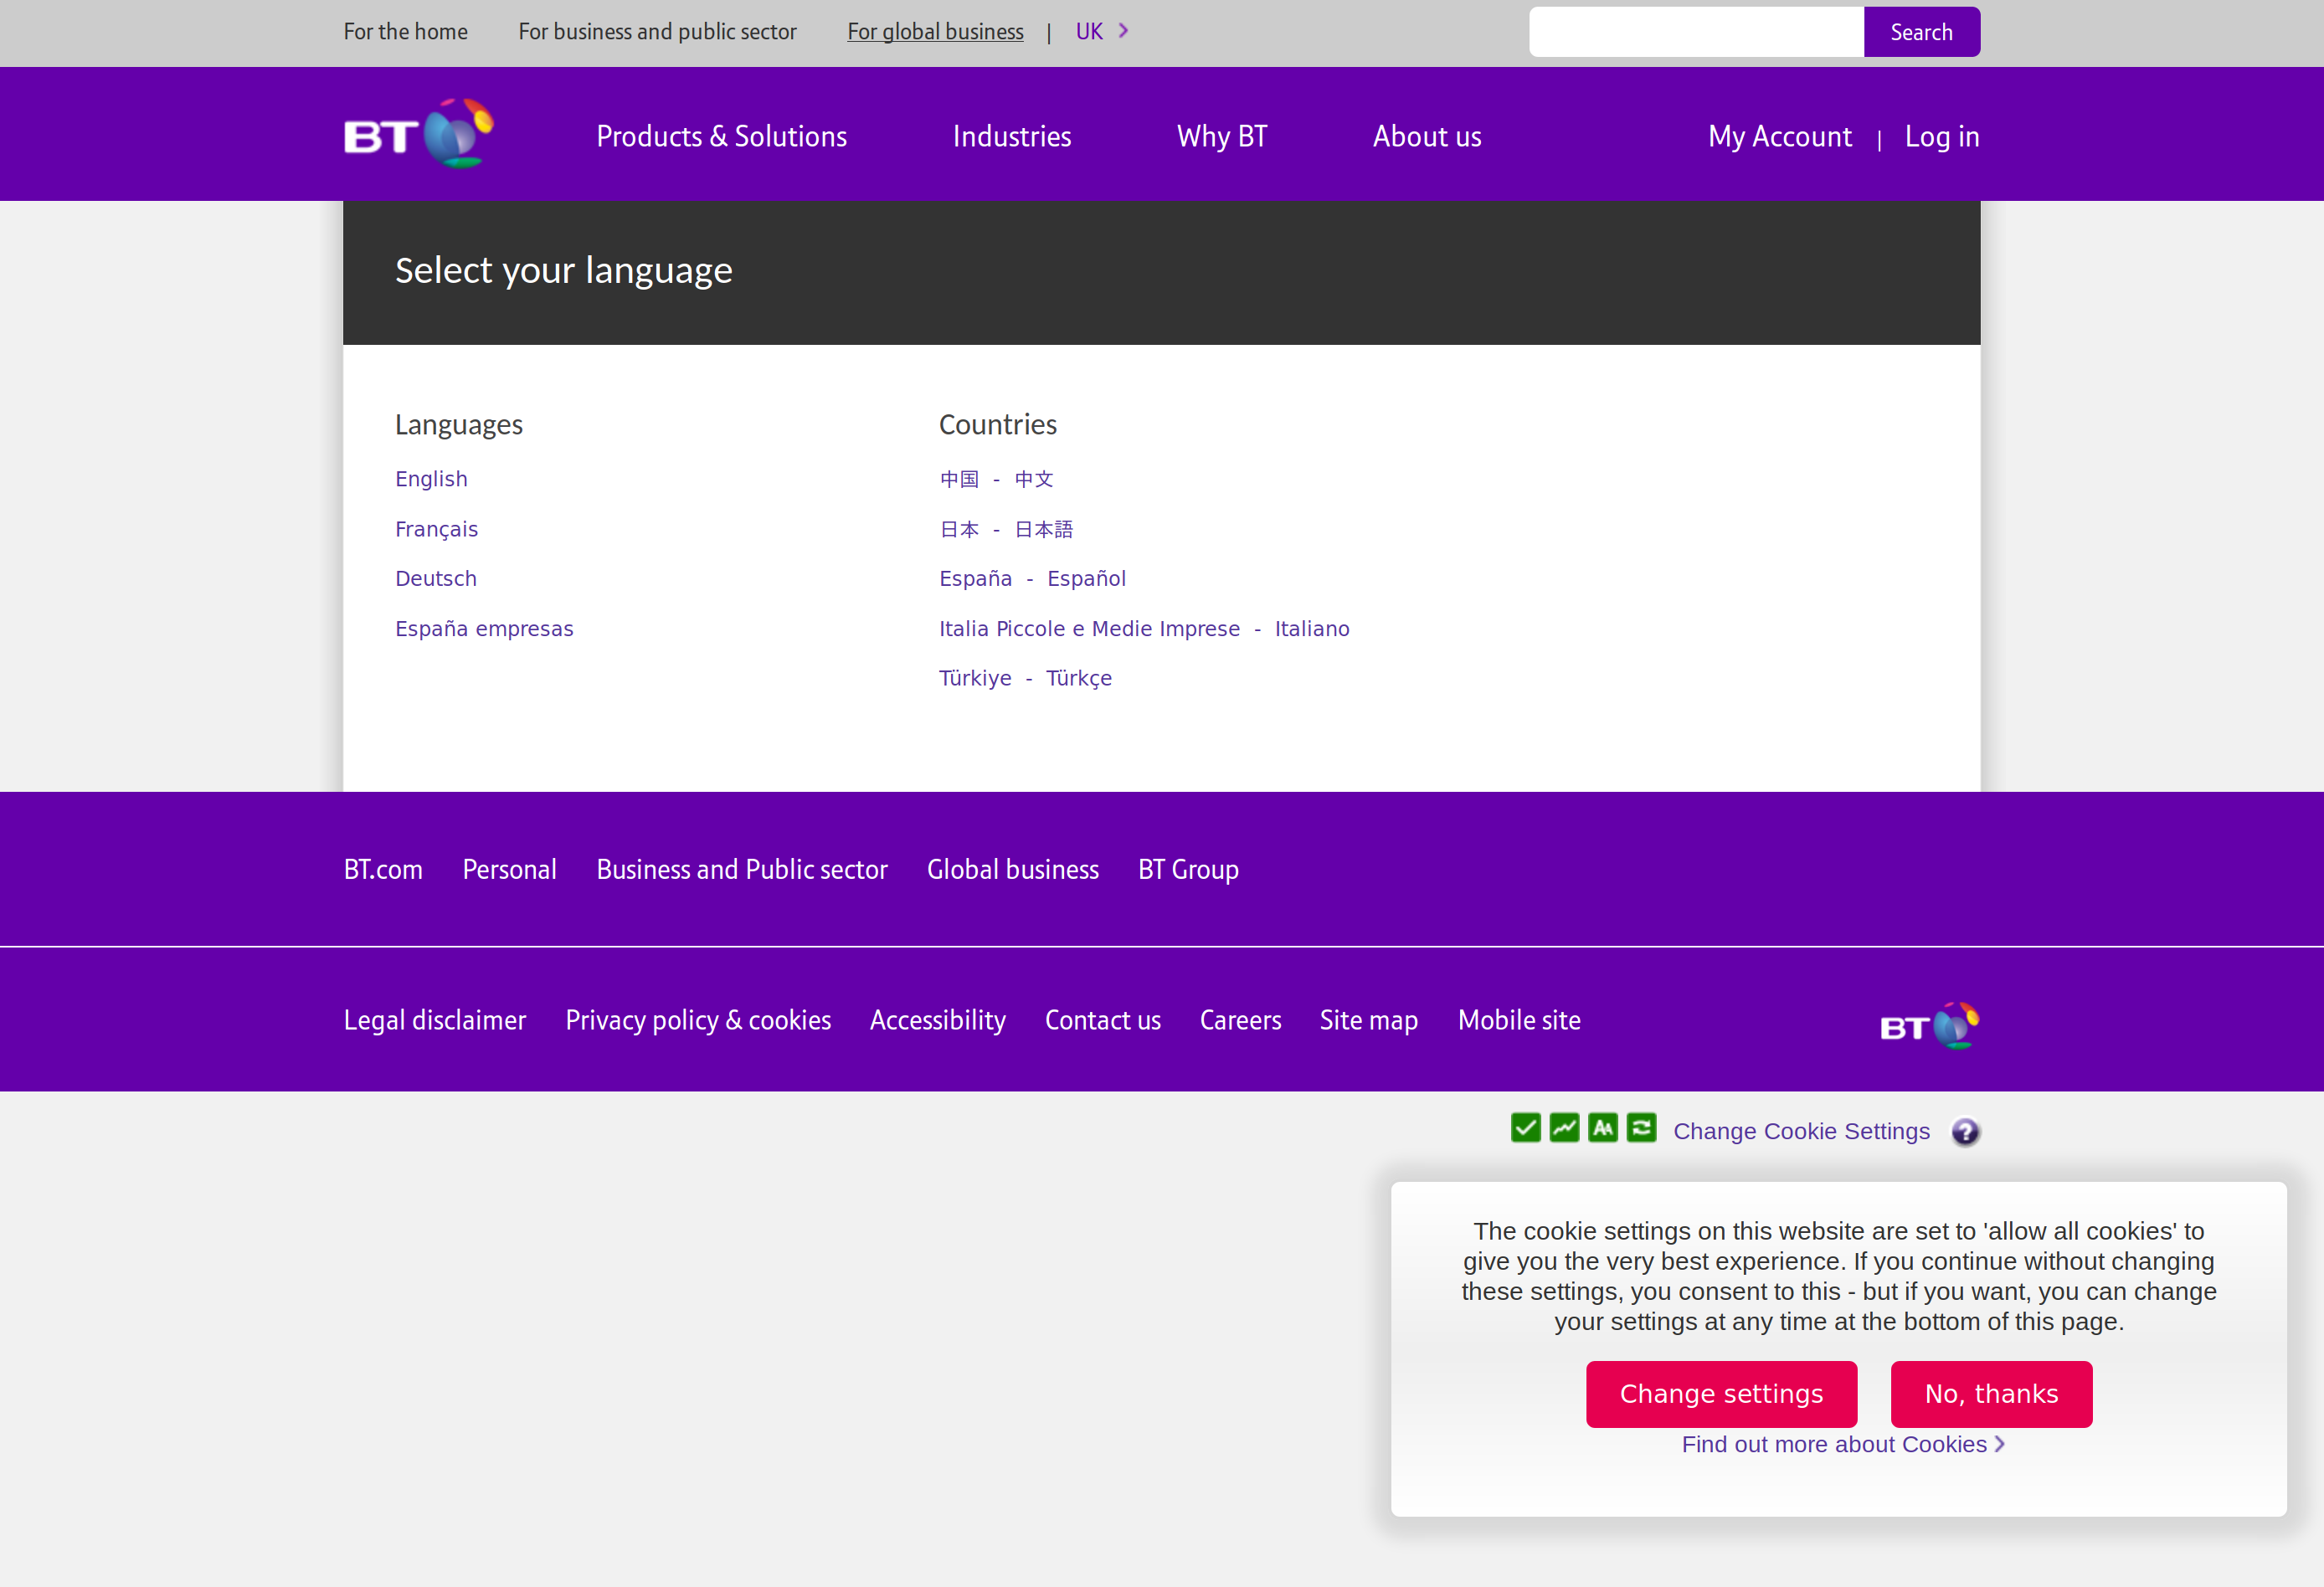 For the home For business and public sector For global business | UK Search
BT Products & Solutions Industries Why BT About us My Account | Log in
Select your language
Languages
English
Français
Deutsch
España empresas
Countries
中国 - 中文
日本 - 日本語
España - Español
Italia Piccole e Medie Imprese - Italiano
Türkiye - Türkçe
BT.com Personal Business and Public sector Global business BT Group
Legal disclaimer Privacy policy & cookies Accessibility Contact us Careers Site map Mobile site BT
AA Change Cookie Settings ?
The cookie settings on this website are set to 'allow all cookies' to
give you the very best experience. If you continue without changing
these settings, you consent to this - but if you want, you can change
your settings at any time at the bottom of this page.
Change settings No, thanks
Find out more about Cookies